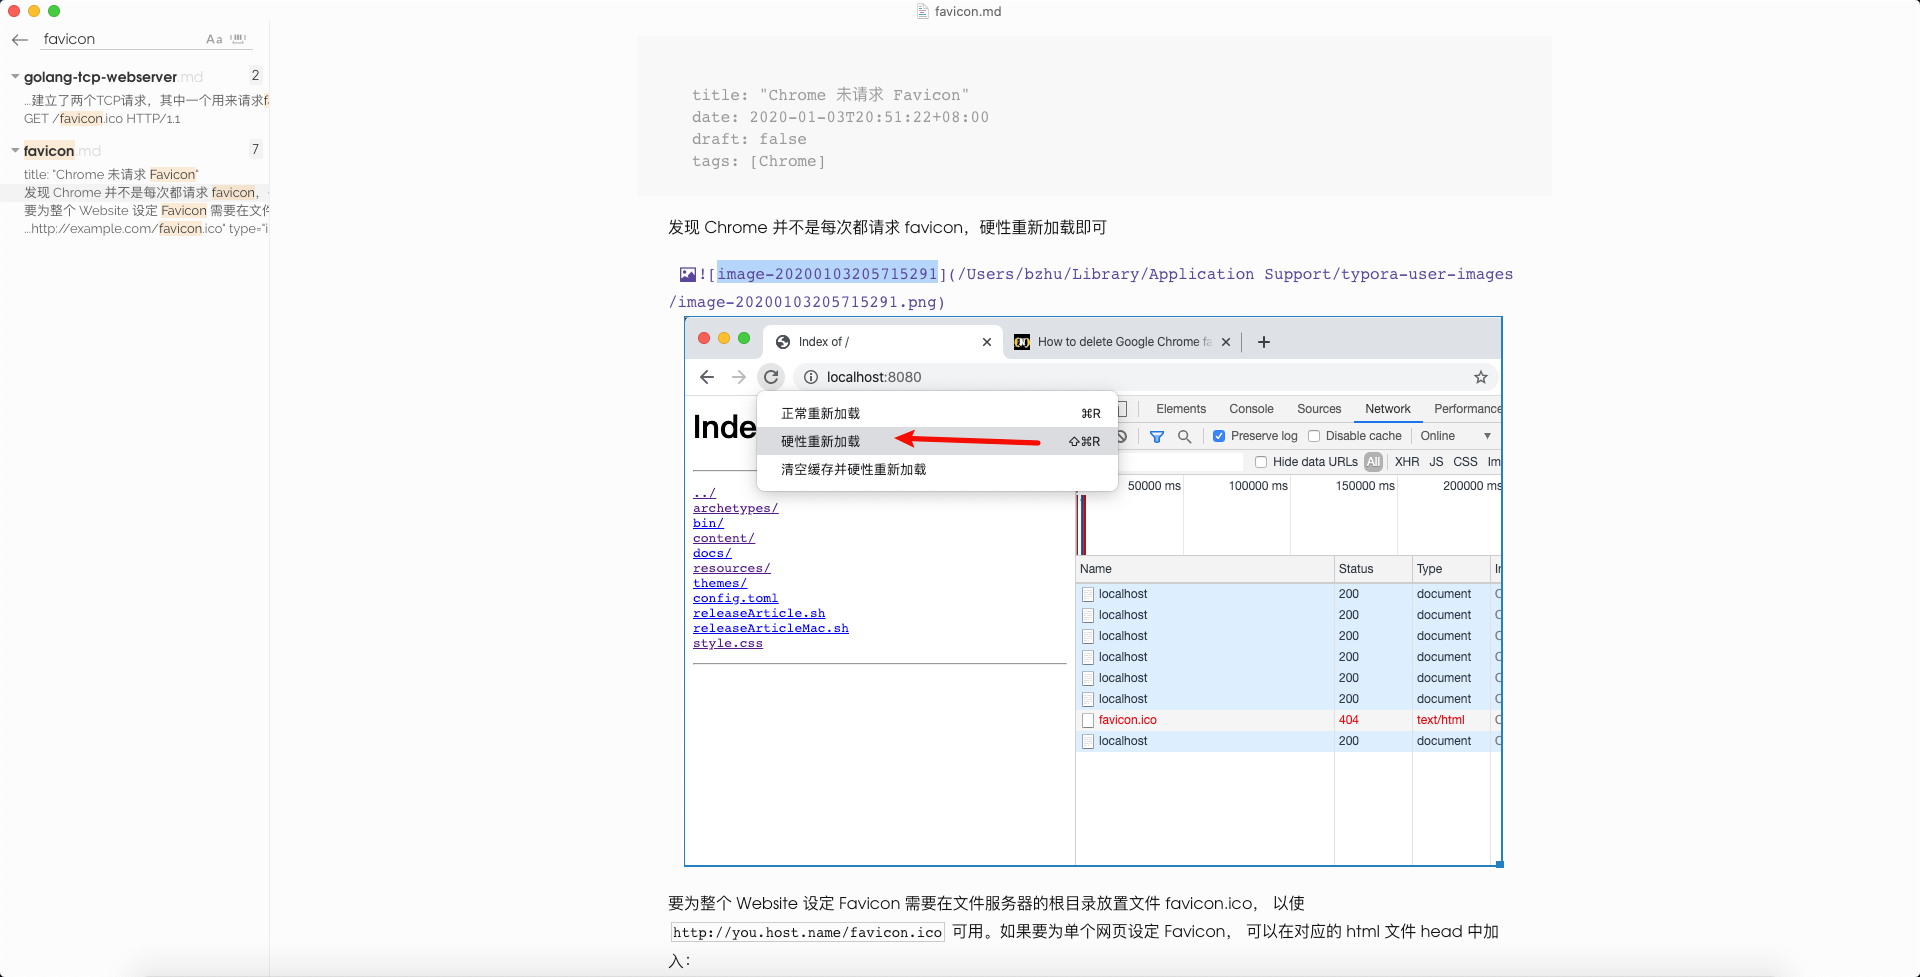 favicon.md
favicon
Aa
golang-tcp-webserver.md 2
...建立了两个TCP请求，其中一个用来请求f
GET /favicon.ico HTTP/1.1
favicon.md 7
title: "Chrome 未请求 Favicon"
发现 Chrome 并不是每次都请求 favicon，
要为整个 Website 设定 Favicon 需要在文件
...http://example.com/favicon.ico" type="i
title: "Chrome 未请求 Favicon"
date: 2020-01-03T20:51:22+08:00
draft: false
tags: [Chrome]
发现 Chrome 并不是每次都请求 favicon，硬性重新加载即可
![image-20200103205715291](/Users/bzhu/Library/Application Support/typora-user-images
/image-20200103205715291.png)
Index of /
How to delete Google Chrome fa
localhost:8080
正常重新加载 ⌘R
硬性重新加载 ⇧⌘R
清空缓存并硬性重新加载
Inde
../
archetypes/
bin/
content/
docs/
resources/
themes/
config.toml
releaseArticle.sh
releaseArticleMac.sh
style.css
Elements Console Sources Network Performance
Preserve log Disable cache Online
Hide data URLs All XHR JS CSS Im
50000 ms 100000 ms 150000 ms 200000 ms
Name Status Type In
localhost 200 document
localhost 200 document
localhost 200 document
localhost 200 document
localhost 200 document
localhost 200 document
favicon.ico 404 text/html
localhost 200 document
要为整个 Website 设定 Favicon 需要在文件服务器的根目录放置文件 favicon.ico， 以使
http://you.host.name/favicon.ico 可用。如果要为单个网页设定 Favicon， 可以在对应的 html 文件 head 中加
入：